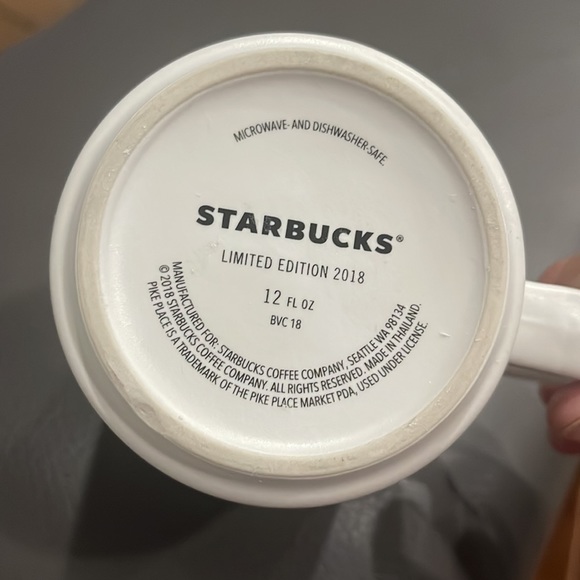 MICROWAVE- AND DISHWASHER-SAFE.
STARBUCKS®
LIMITED EDITION 2018
12 FL OZ
BVC 18
MANUFACTURED FOR: STARBUCKS COFFEE COMPANY, SEATTLE WA 98134
© 2018 STARBUCKS COFFEE COMPANY. ALL RIGHTS RESERVED. MADE IN THAILAND.
PIKE PLACE IS A TRADEMARK OF THE PIKE PLACE MARKET PDA, USED UNDER LICENSE.